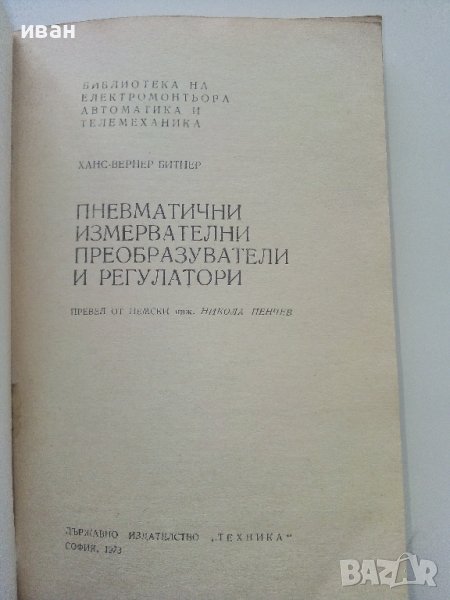 иван
БИБЛИОТЕКА НА
ЕЛЕКТРОМОНТЬОРА
АВТОМАТИКА И
ТЕЛЕМЕХАНИКА
ХАНС-ВЕРНЕР БИТНЕР
ПНЕВМАТИЧНИ
ИЗМЕРВАТЕЛНИ
ПРЕОБРАЗУВАТЕЛИ
И РЕГУЛАТОРИ
ПРЕВЕЛ ОТ НЕМСКИ инж. НИКОЛА ПЕНЧЕВ
ДЪРЖАВНО ИЗДАТЕЛСТВО „ТЕХНИКА"
СОФИЯ, 1973
BAZAR